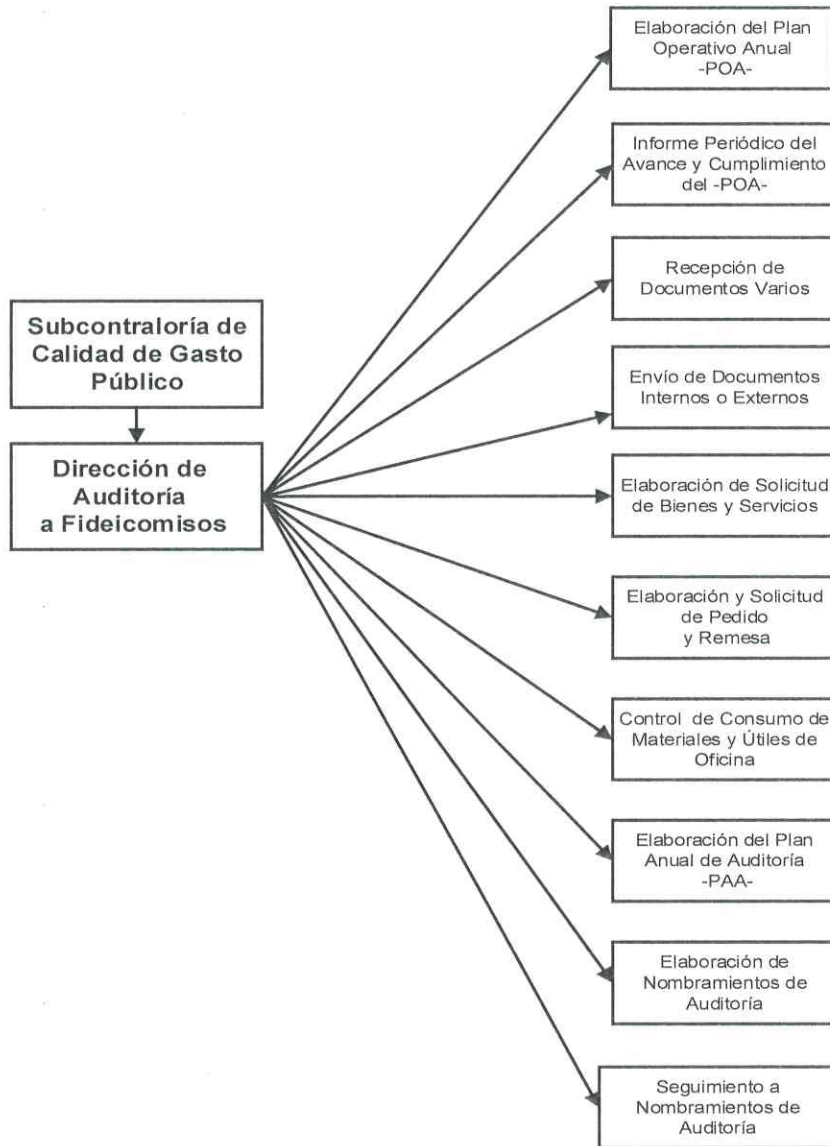 Elaboración del Plan
Operativo Anual
-POA-
Informe Periódico del
Avance y Cumplimiento
del -POA-
Recepción de
Documentos Varios
Subcontraloría de
Calidad de Gasto
Público
Envío de Documentos
Internos o Externos
Dirección de
Auditoría
a Fideicomisos
Elaboración de Solicitud
de Bienes y Servicios
Elaboración y Solicitud
de Pedido
y Remesa
Control de Consumo de
Materiales y Útiles de
Oficina
Elaboración del Plan
Anual de Auditoría
-PAA-
Elaboración de
Nombramientos de
Auditoría
Seguimiento a
Nombramientos de
Auditoría